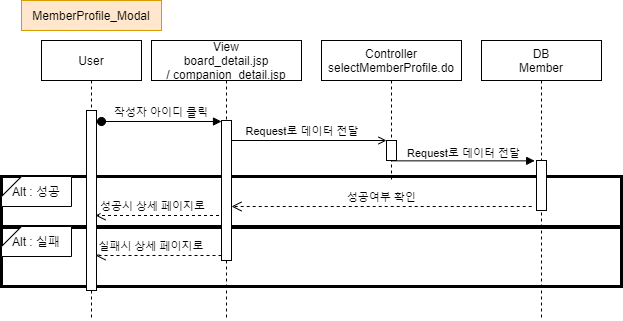 MemberProfile_Modal
User
View
board_detail.jsp
/ companion_detail.jsp
Controller
selectMemberProfile.do
DB
Member
작성자 아이디 클릭
Request로 데이터 전달
Request로 데이터 전달
Alt : 성공
성공여부 확인
성공시 상세 페이지로
Alt : 실패
실패시 상세 페이지로